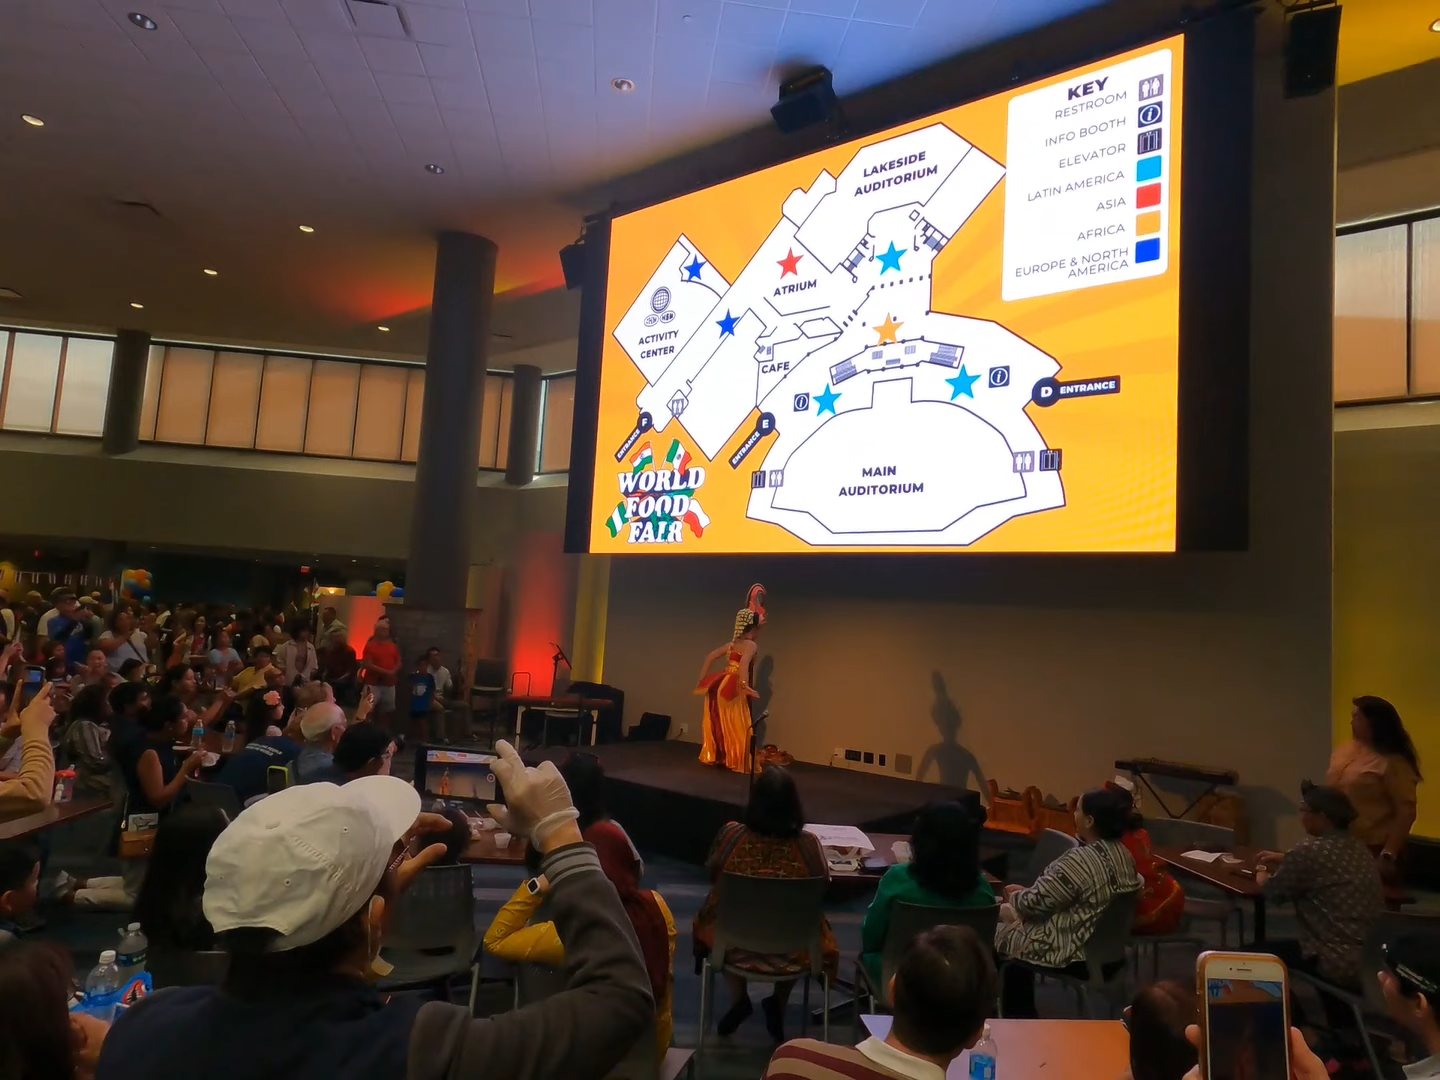 KEY
RESTROOM
INFO BOOTH
ELEVATOR
LATIN AMERICA
ASIA
AFRICA
EUROPE & NORTH
AMERICA
LAKESIDE
AUDITORIUM
ATRIUM
ACTIVITY
CENTER
CAFE
D ENTRANCE
F
ENTRANCE
E
ENTRANCE
MAIN
AUDITORIUM
WORLD
FOOD
FAIR